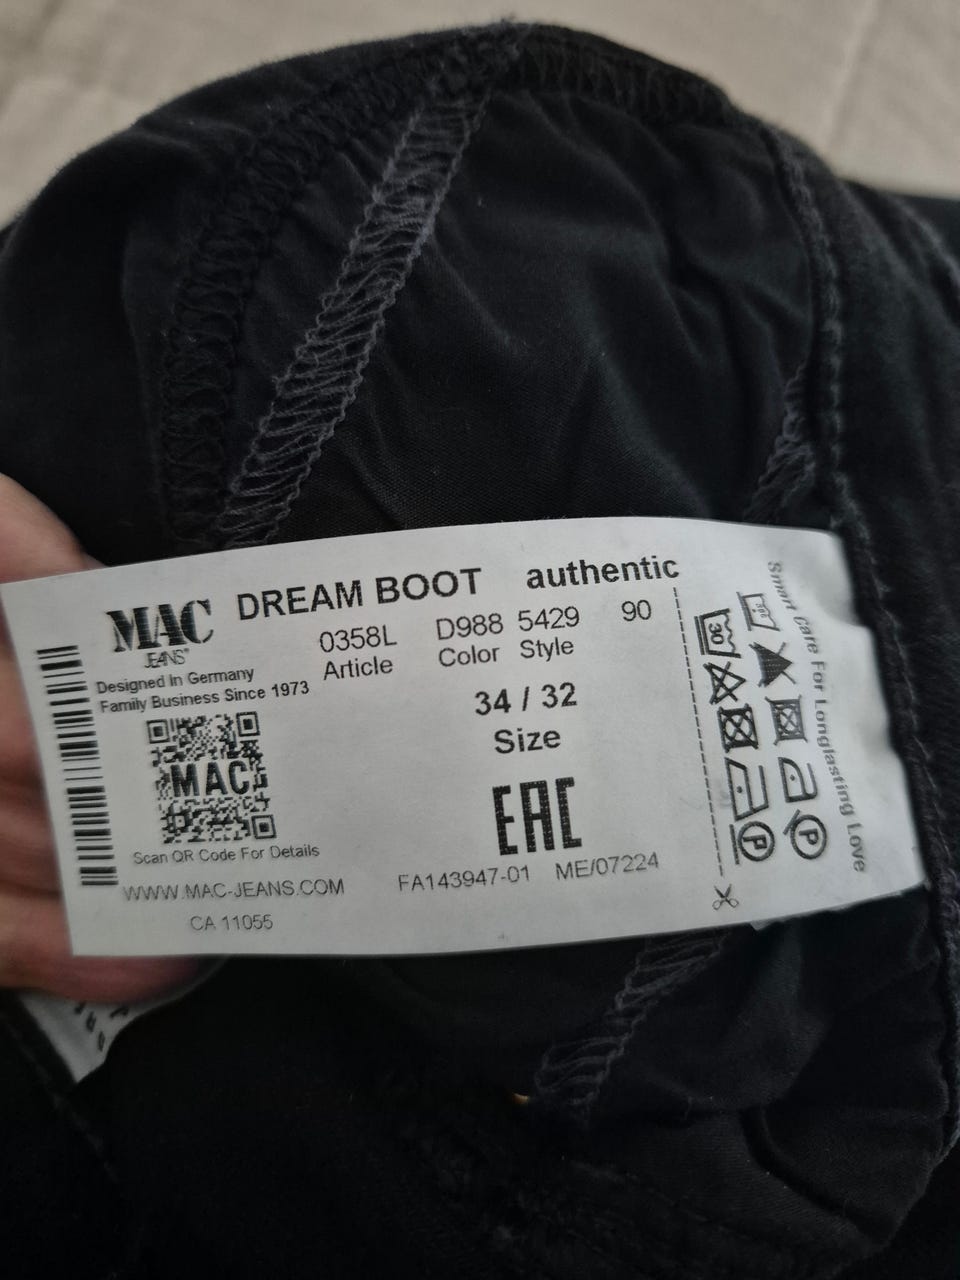 MAC
JEANS®
DREAM BOOT authentic
0358L D988 5429 90
Article Color Style
Designed In Germany
Family Business Since 1973
34 / 32
Size
MAC
EAC
Scan QR Code For Details
WWW.MAC-JEANS.COM
FA143947-01 ME/07224
CA 11055
30
P
P
Smart Care For Longlasting Love